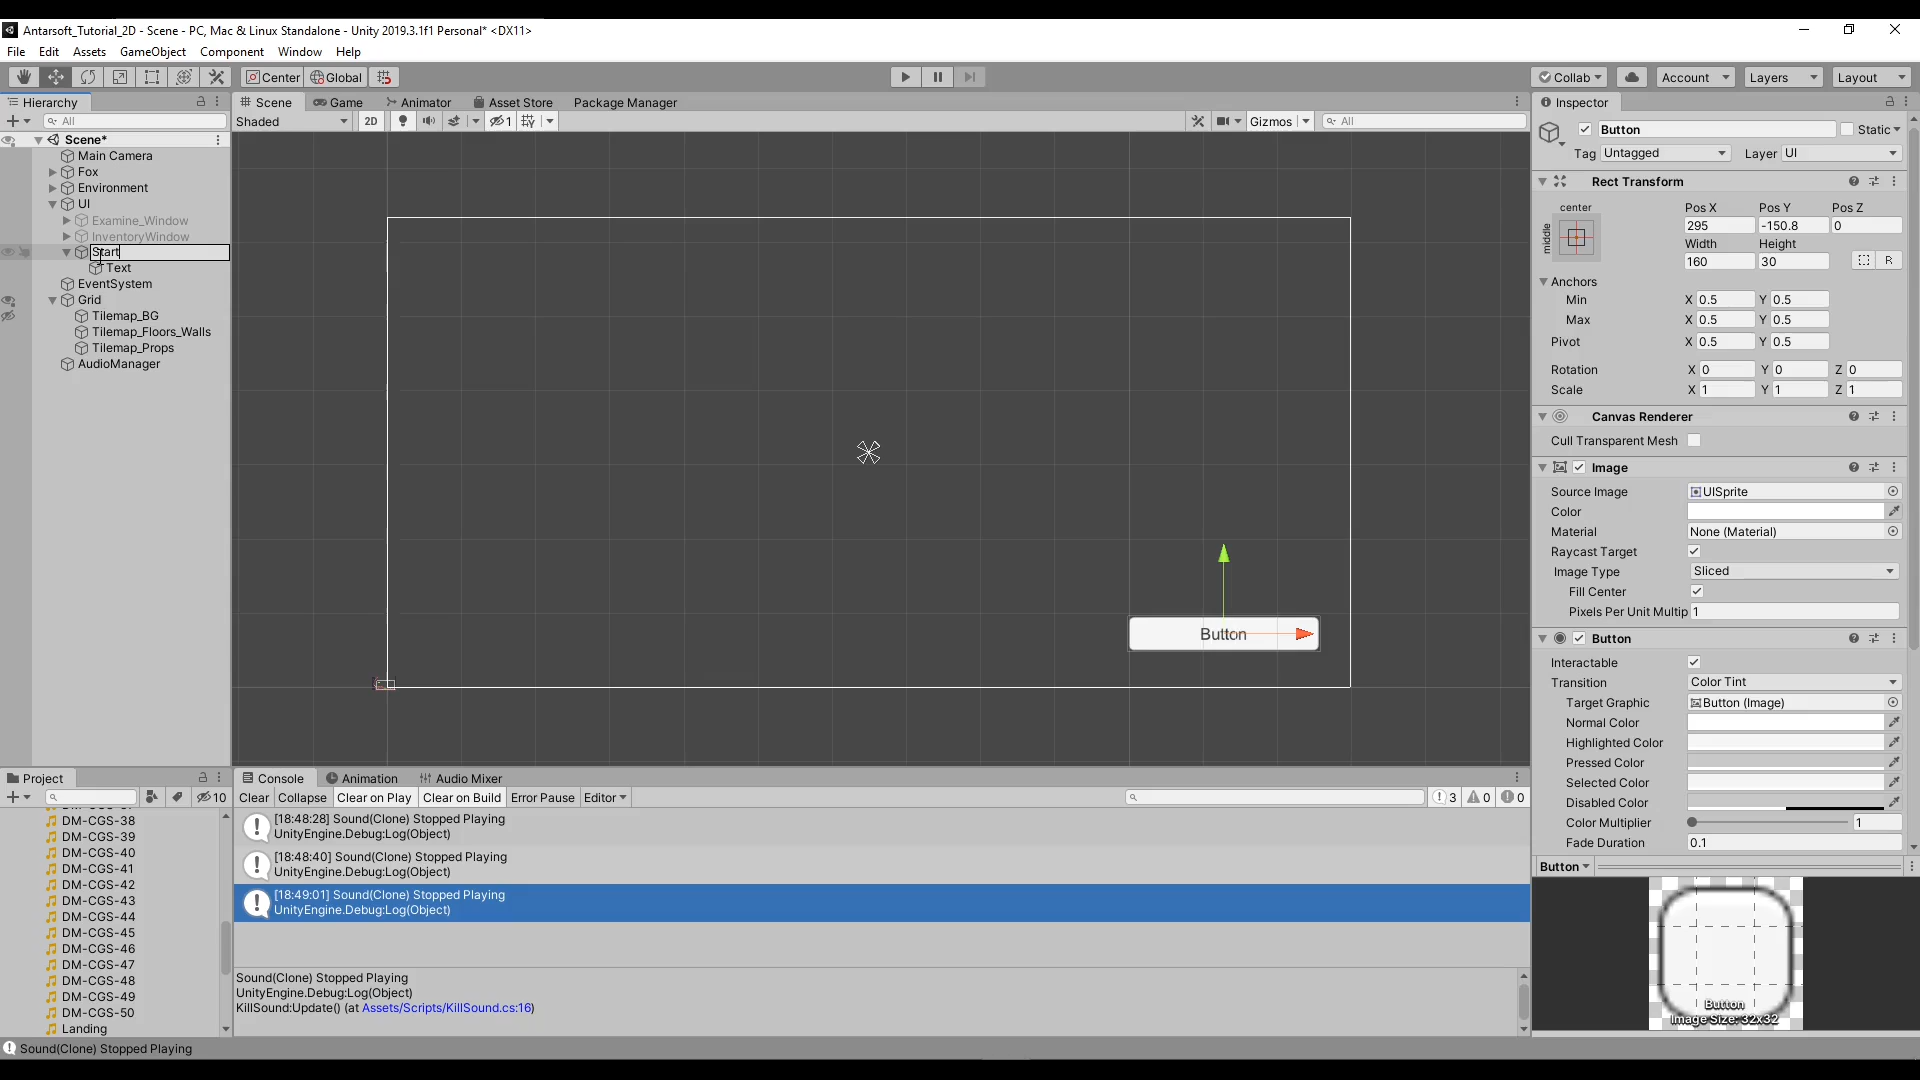 Antarsoft_Tutorial_2D - Scene - PC, Mac & Linux Standalone - Unity 2019.3.1f1 Personal* <DX11>
File Edit Assets GameObject Component Window Help
Center Global Collab Account Layers Layout
Hierarchy
All
Scene*
Main Camera
Fox
Environment
UI
Examine_Window
InventoryWindow
Start
Text
EventSystem
Grid
Tilemap_BG
Tilemap_Floors_Walls
Tilemap_Props
AudioManager
Scene Game Animator Asset Store Package Manager
Shaded 2D 1 Gizmos All
Button
Inspector
Button Static
Tag Untagged Layer UI
Rect Transform
center
middle
Pos X Pos Y Pos Z
295 -150.8 0
Width Height
160 30 R
Anchors
Min X 0.5 Y 0.5
Max X 0.5 Y 0.5
Pivot X 0.5 Y 0.5
Rotation X 0 Y 0 Z 0
Scale X 1 Y 1 Z 1
Canvas Renderer
Cull Transparent Mesh
Image
Source Image UISprite
Color
Material None (Material)
Raycast Target
Image Type Sliced
Fill Center
Pixels Per Unit Multip 1
Button
Interactable
Transition Color Tint
Target Graphic Button (Image)
Normal Color
Highlighted Color
Pressed Color
Selected Color
Disabled Color
Color Multiplier 1
Fade Duration 0.1
Button
Button
Image Size: 32x32
Project
10
DM-CGS-38
DM-CGS-39
DM-CGS-40
DM-CGS-41
DM-CGS-42
DM-CGS-43
DM-CGS-44
DM-CGS-45
DM-CGS-46
DM-CGS-47
DM-CGS-48
DM-CGS-49
DM-CGS-50
Landing
Console Animation Audio Mixer
Clear Collapse Clear on Play Clear on Build Error Pause Editor 3 0 0
[18:48:28] Sound(Clone) Stopped Playing
UnityEngine.Debug:Log(Object)
[18:48:40] Sound(Clone) Stopped Playing
UnityEngine.Debug:Log(Object)
[18:49:01] Sound(Clone) Stopped Playing
UnityEngine.Debug:Log(Object)
Sound(Clone) Stopped Playing
UnityEngine.Debug:Log(Object)
KillSound:Update() (at Assets/Scripts/KillSound.cs:16)
Sound(Clone) Stopped Playing